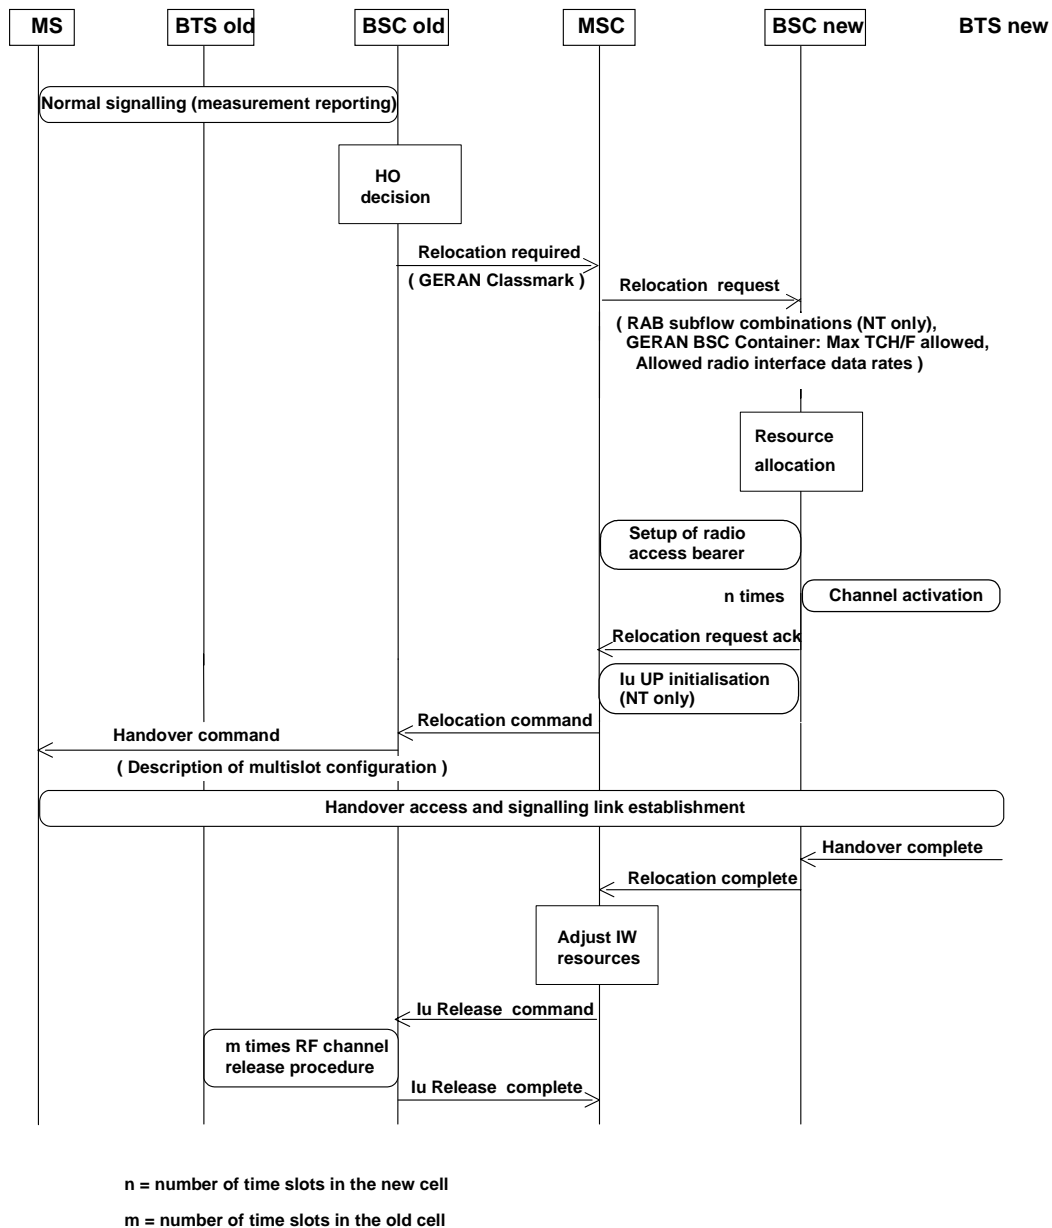 MS BTS old BSC old MSC BSC new BTS new
Normal signalling (measurement reporting)
HO
decision
Relocation required
( GERAN Classmark )
Relocation request
( RAB subflow combinations (NT only),
GERAN BSC Container: Max TCH/F allowed,
Allowed radio interface data rates )
Resource
allocation
Setup of radio
access bearer
n times
Channel activation
Relocation request ack
Iu UP initialisation
(NT only)
Relocation command
Handover command
( Description of multislot configuration )
Handover access and signalling link establishment
Handover complete
Relocation complete
Adjust IW
resources
Iu Release command
m times RF channel
release procedure
Iu Release complete
n = number of time slots in the new cell
m = number of time slots in the old cell